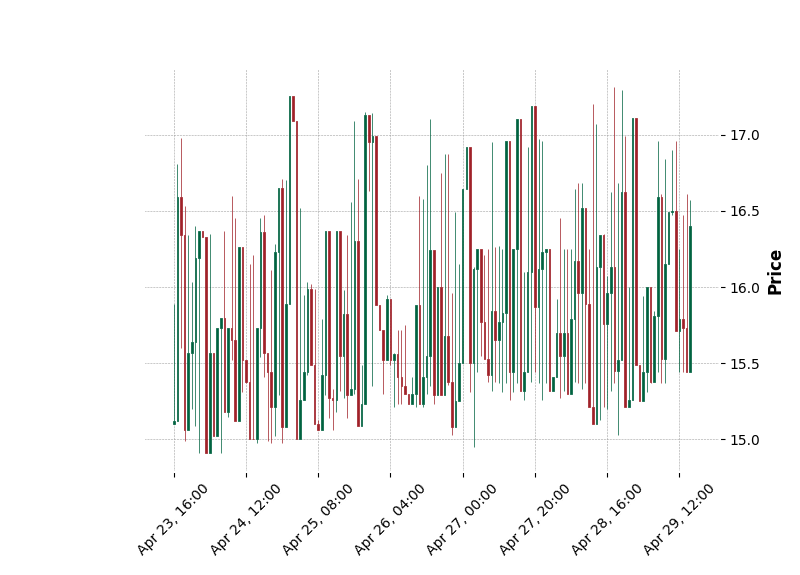 17.0
16.5
16.0
15.5
15.0
Price
Apr 23, 16:00
Apr 24, 12:00
Apr 25, 08:00
Apr 26, 04:00
Apr 27, 00:00
Apr 27, 20:00
Apr 28, 16:00
Apr 29, 12:00